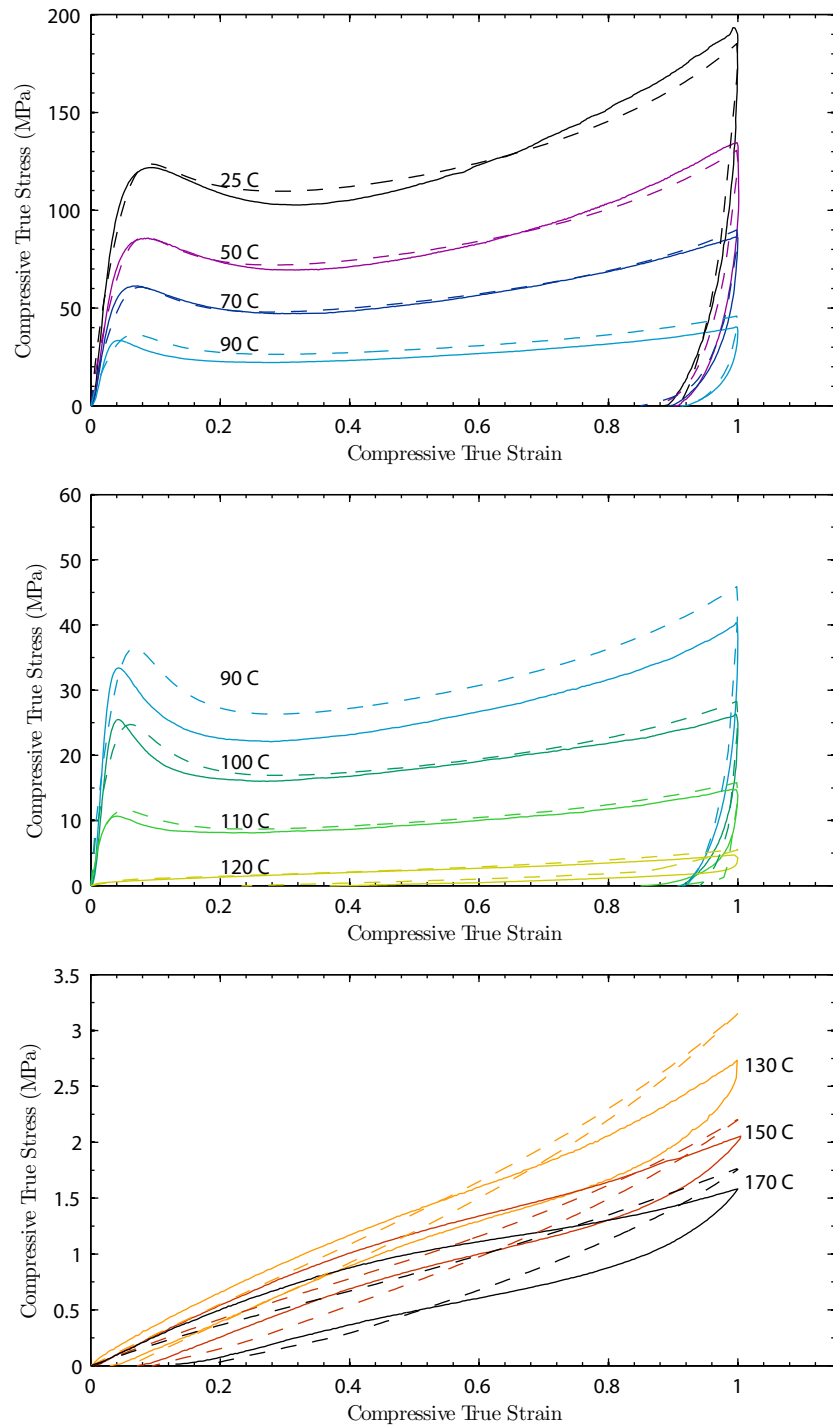 200
150
100
50
0
Compressive True Stress (MPa)
25 C
50 C
70 C
90 C
0 0.2 0.4 0.6 0.8 1
Compressive True Strain
60
50
40
30
20
10
0
Compressive True Stress (MPa)
90 C
100 C
110 C
120 C
0 0.2 0.4 0.6 0.8 1
Compressive True Strain
3.5
3
2.5
2
1.5
1
0.5
0
Compressive True Stress (MPa)
130 C
150 C
170 C
0 0.2 0.4 0.6 0.8 1
Compressive True Strain